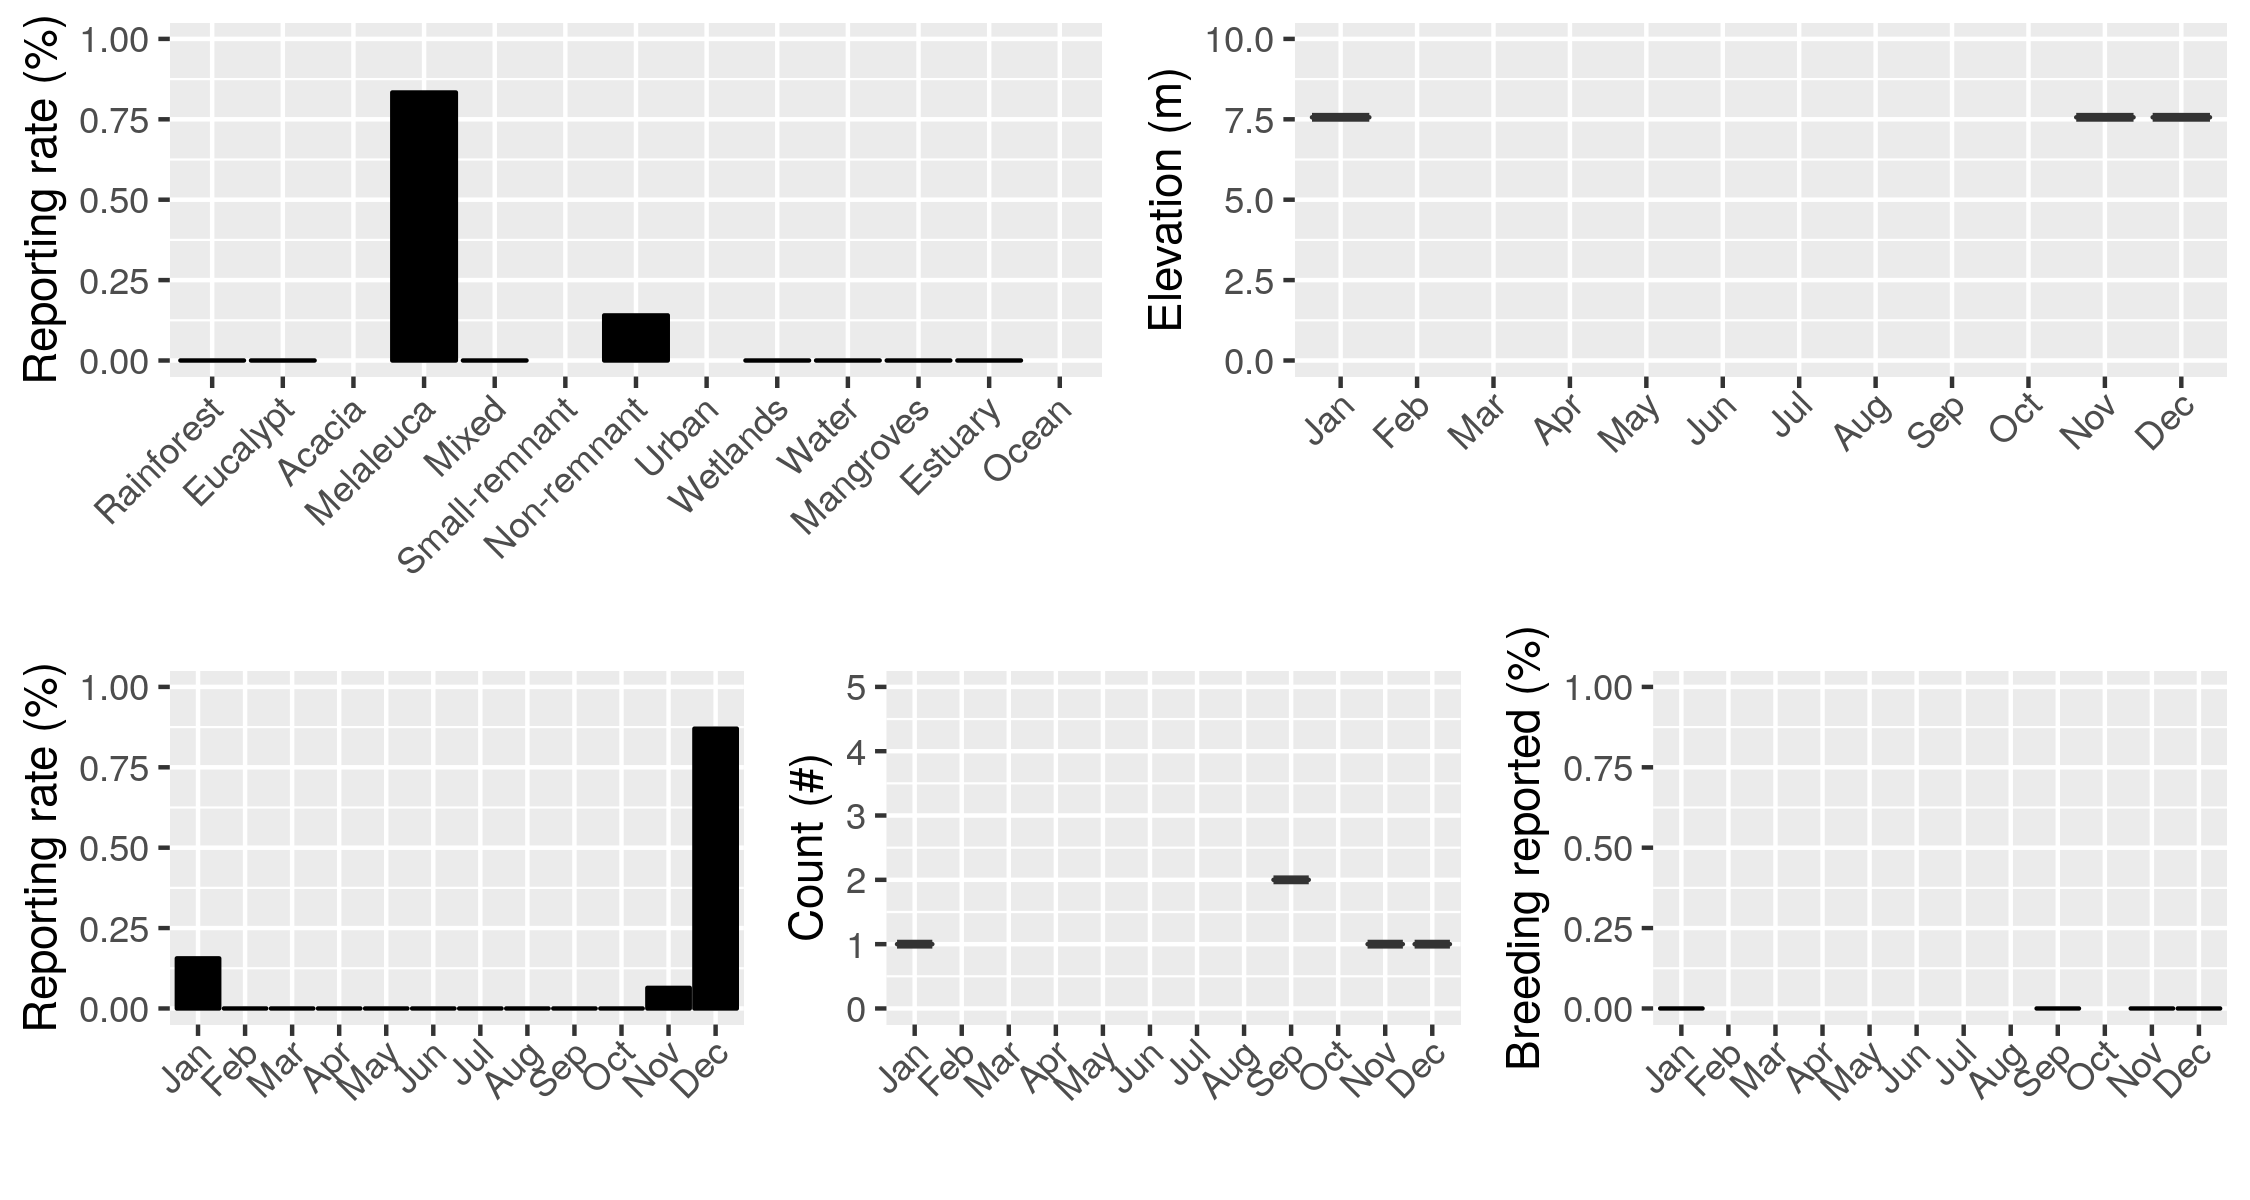 Reporting rate (%)
1.00
0.75
0.50
0.25
0.00
Rainforest
Eucalypt
Acacia
Melaleuca
Mixed
Small-remnant
Non-remnant
Urban
Wetlands
Water
Mangroves
Estuary
Ocean
Elevation (m)
10.0
7.5
5.0
2.5
0.0
Jan
Feb
Mar
Apr
May
Jun
Jul
Aug
Sep
Oct
Nov
Dec
Reporting rate (%)
1.00
0.75
0.50
0.25
0.00
Jan
Feb
Mar
Apr
May
Jun
Jul
Aug
Sep
Oct
Nov
Dec
Count (#)
5
4
3
2
1
0
Jan
Feb
Mar
Apr
May
Jun
Jul
Aug
Sep
Oct
Nov
Dec
Breeding reported (%)
1.00
0.75
0.50
0.25
0.00
Jan
Feb
Mar
Apr
May
Jun
Jul
Aug
Sep
Oct
Nov
Dec